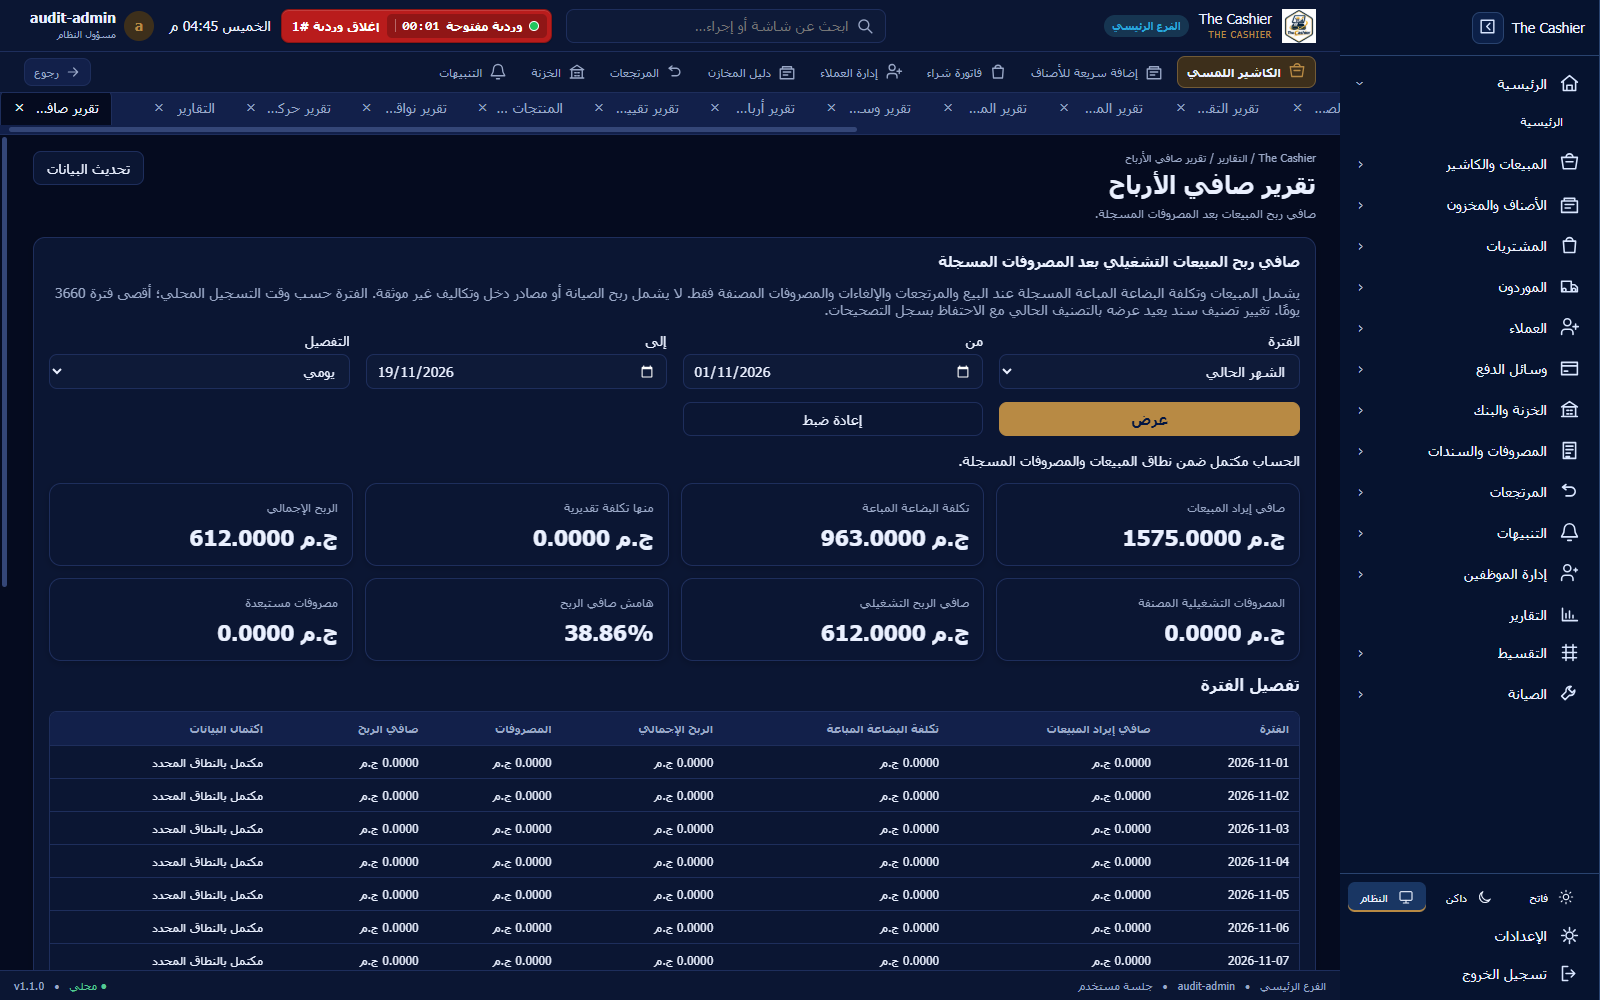 The Cashier
الرئيسية
الرئيسية
المبيعات والكاشير
الأصناف والمخزون
المشتريات
الموردون
العملاء
وسائل الدفع
الخزنة والبنك
المصروفات والسندات
المرتجعات
التنبيهات
إدارة الموظفين
التقارير
التقسيط
الصيانة
فاتح
داكن
النظام
الإعدادات
تسجيل الخروج
The Cashier
THE CASHIER
الفرع الرئيسي
ابحث عن شاشة أو إجراء...
وردية مفتوحة 00:01
إغلاق وردية #1
الخميس 04:45 م
a
audit-admin
مسؤول النظام
الكاشير اللمسي
إضافة سريعة للأصناف
فاتورة شراء
دليل المخازن
إدارة العملاء
المرتجعات
الخزنة
التنبيهات
رجوع
الص...
تقرير التق...
تقرير الم...
تقرير الم...
تقرير وس...
تقرير أربا...
تقرير تقيي...
المنتجات ...
تقرير نواق...
تقرير حرك...
التقارير
تقرير صاف...
The Cashier / التقارير / تقرير صافي الأرباح
تقرير صافي الأرباح
صافي ربح المبيعات بعد المصروفات المسجلة.
تحديث البيانات
صافي ربح المبيعات التشغيلي بعد المصروفات المسجلة
يشمل المبيعات وتكلفة البضاعة المباعة المسجلة عند البيع والمرتجعات والإلغاءات والمصروفات المصنفة فقط. لا يشمل ربح الصيانة أو مصادر دخل وتكاليف غير موثقة. الفترة حسب وقت التسجيل المحلي؛ أقصى فترة 3660
يومًا. تغيير تصنيف سند يعيد عرضه بالتصنيف الحالي مع الاحتفاظ بسجل التصحيحات.
الفترة
من
إلى
التفصيل
الشهر الحالي
01/11/2026
19/11/2026
يومي
عرض
إعادة ضبط
الحساب مكتمل ضمن نطاق المبيعات والمصروفات المسجلة.
صافي إيراد المبيعات
1575.0000 ج.م
تكلفة البضاعة المباعة
963.0000 ج.م
منها تكلفة تقديرية
0.0000 ج.م
الربح الإجمالي
612.0000 ج.م
المصروفات التشغيلية المصنفة
0.0000 ج.م
صافي الربح التشغيلي
612.0000 ج.م
هامش صافي الربح
38.86%
مصروفات مستبعدة
0.0000 ج.م
تفصيل الفترة
الفترة صافي إيراد المبيعات تكلفة البضاعة المباعة الربح الإجمالي المصروفات صافي الربح اكتمال البيانات
2026-11-01 0.0000 ج.م 0.0000 ج.م 0.0000 ج.م 0.0000 ج.م 0.0000 ج.م مكتمل بالنطاق المحدد
2026-11-02 0.0000 ج.م 0.0000 ج.م 0.0000 ج.م 0.0000 ج.م 0.0000 ج.م مكتمل بالنطاق المحدد
2026-11-03 0.0000 ج.م 0.0000 ج.م 0.0000 ج.م 0.0000 ج.م 0.0000 ج.م مكتمل بالنطاق المحدد
2026-11-04 0.0000 ج.م 0.0000 ج.م 0.0000 ج.م 0.0000 ج.م 0.0000 ج.م مكتمل بالنطاق المحدد
2026-11-05 0.0000 ج.م 0.0000 ج.م 0.0000 ج.م 0.0000 ج.م 0.0000 ج.م مكتمل بالنطاق المحدد
2026-11-06 0.0000 ج.م 0.0000 ج.م 0.0000 ج.م 0.0000 ج.م 0.0000 ج.م مكتمل بالنطاق المحدد
2026-11-07 0.0000 ج.م 0.0000 ج.م 0.0000 ج.م 0.0000 ج.م 0.0000 ج.م مكتمل بالنطاق المحدد
الفرع الرئيسي • audit-admin • جلسة مستخدم
محلي • v1.1.0